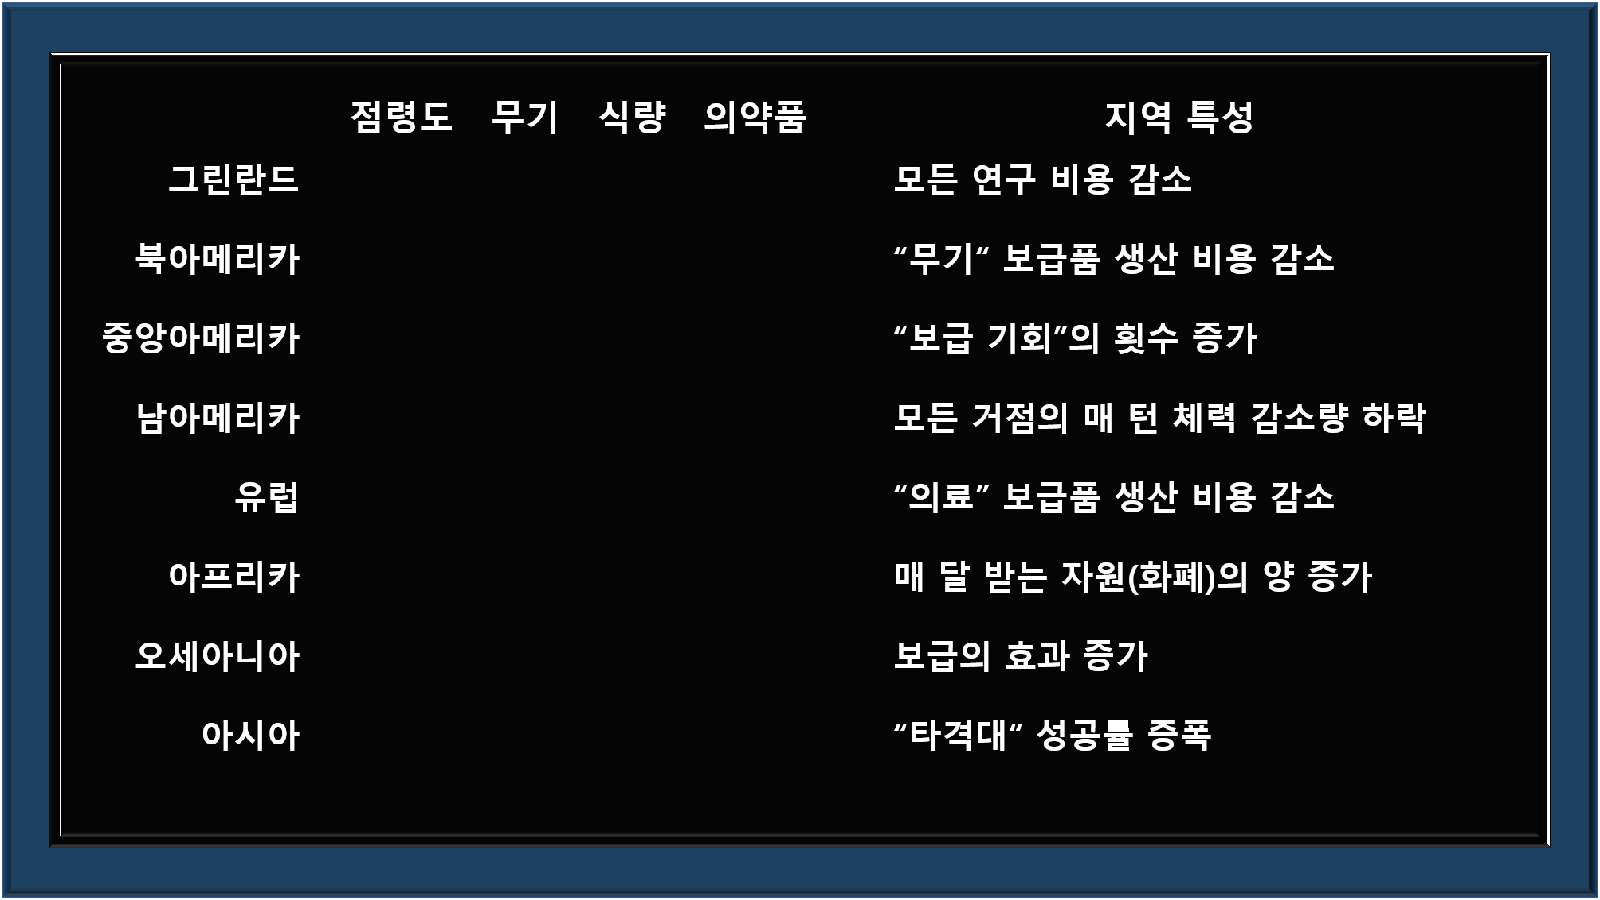 점령도 무기 식량 의약품 지역 특성
그린란드 모든 연구 비용 감소
북아메리카 “무기“ 보급품 생산 비용 감소
중앙아메리카 “보급 기회”의 횟수 증가
남아메리카 모든 거점의 매 턴 체력 감소량 하락
유럽 “의료” 보급품 생산 비용 감소
아프리카 매 달 받는 자원(화폐)의 양 증가
오세아니아 보급의 효과 증가
아시아 “타격대“ 성공률 증폭